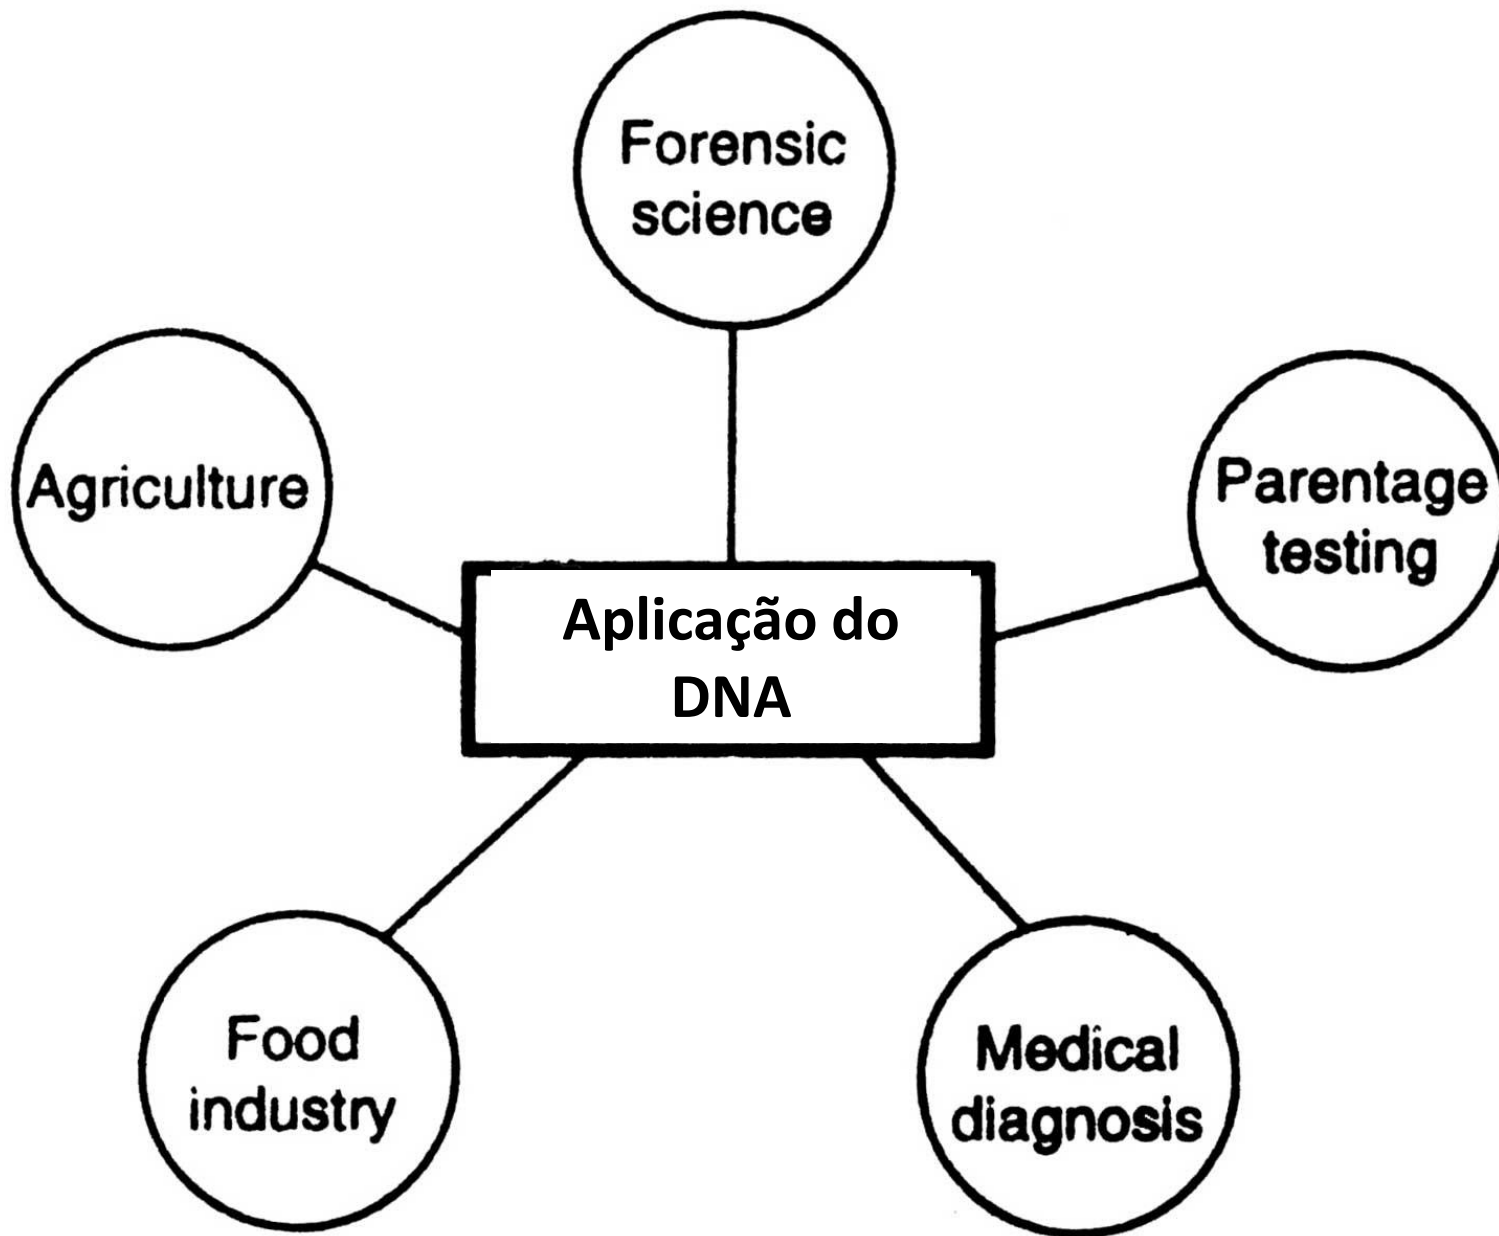 Forensic
science
Agriculture
Parentage
testing
Aplicação do
DNA
Food
industry
Medical
diagnosis